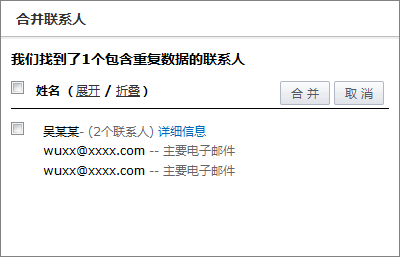 合并联系人
我们找到了1个包含重复数据的联系人
姓名 ( 展开 / 折叠 ) 合 并 取 消
吴某某- (2个联系人) 详细信息
wuxx@xxxx.com -- 主要电子邮件
wuxx@xxxx.com -- 主要电子邮件